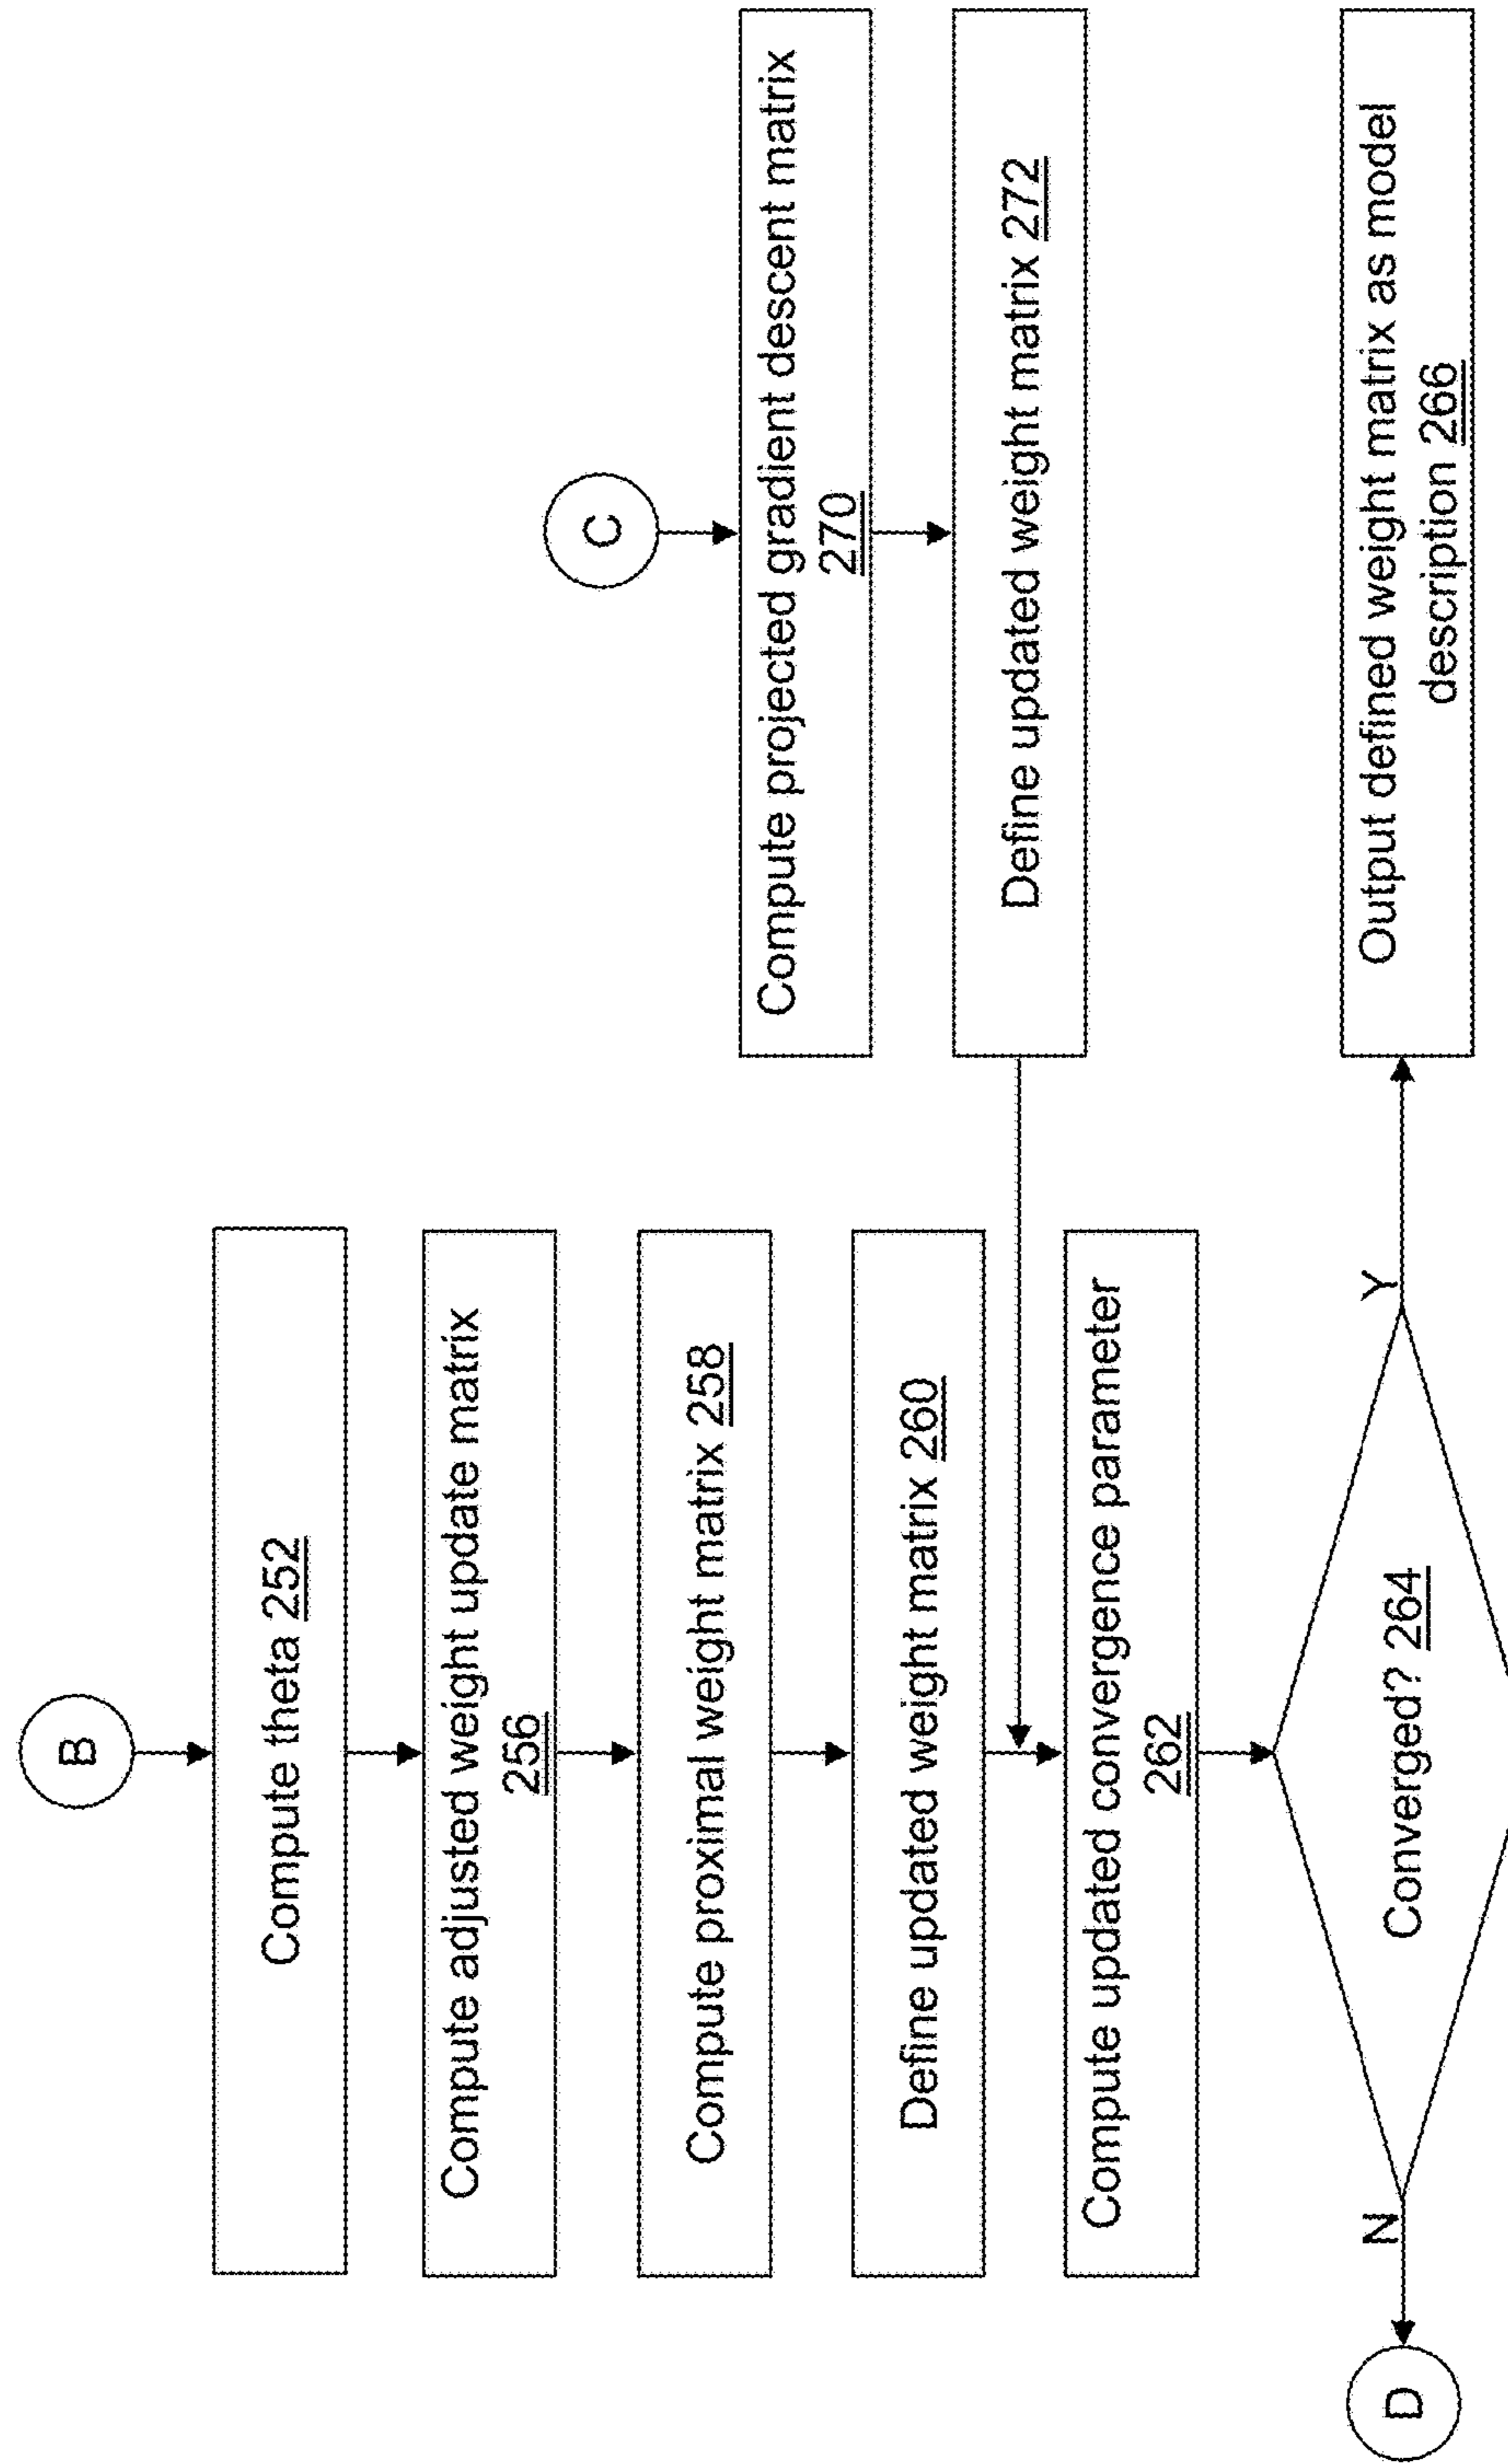 B
Compute theta 252
Compute adjusted weight update matrix
256
Compute proximal weight matrix 258
Define updated weight matrix 260
Compute updated convergence parameter
262
Converged? 264
N
Y
D
C
Compute projected gradient descent matrix
270
Define updated weight matrix 272
Output defined weight matrix as model
description 266